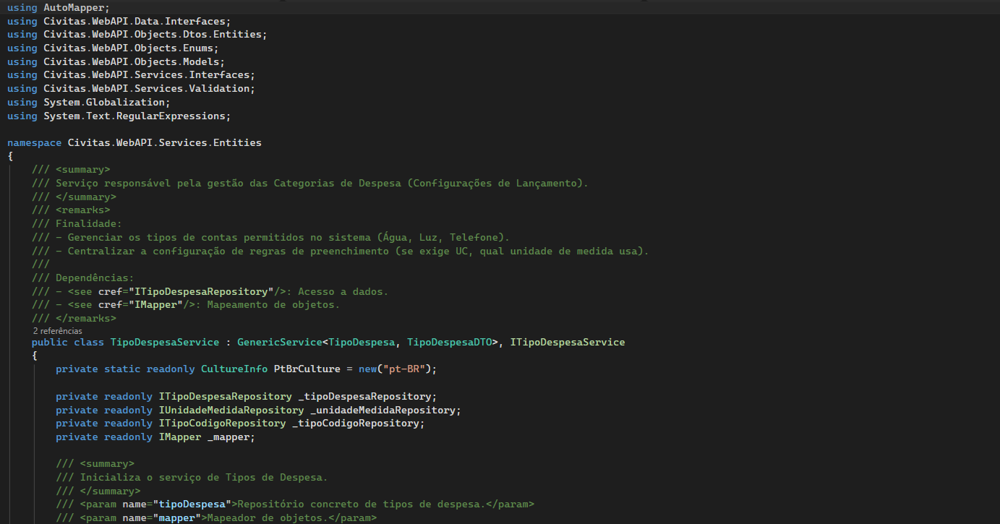 using AutoMapper;
using Civitas.WebAPI.Data.Interfaces;
using Civitas.WebAPI.Objects.Dtos.Entities;
using Civitas.WebAPI.Objects.Enums;
using Civitas.WebAPI.Objects.Models;
using Civitas.WebAPI.Services.Interfaces;
using Civitas.WebAPI.Services.Validation;
using System.Globalization;
using System.Text.RegularExpressions;

namespace Civitas.WebAPI.Services.Entities
{
    /// <summary>
    /// Serviço responsável pela gestão das Categorias de Despesa (Configurações de Lançamento).
    /// </summary>
    /// <remarks>
    /// Finalidade:
    /// - Gerenciar os tipos de contas permitidos no sistema (Água, Luz, Telefone).
    /// - Centralizar a configuração de regras de preenchimento (se exige UC, qual unidade de medida usa).
    ///
    /// Dependências:
    /// - <see cref="ITipoDespesaRepository"/>: Acesso a dados.
    /// - <see cref="IMapper"/>: Mapeamento de objetos.
    /// </remarks>
    2 referências
    public class TipoDespesaService : GenericService<TipoDespesa, TipoDespesaDTO>, ITipoDespesaService
    {
        private static readonly CultureInfo PtBrCulture = new("pt-BR");

        private readonly ITipoDespesaRepository _tipoDespesaRepository;
        private readonly IUnidadeMedidaRepository _unidadeMedidaRepository;
        private readonly ITipoCodigoRepository _tipoCodigoRepository;
        private readonly IMapper _mapper;

        /// <summary>
        /// Inicializa o serviço de Tipos de Despesa.
        /// </summary>
        /// <param name="tipoDespesa">Repositório concreto de tipos de despesa.</param>
        /// <param name="mapper">Mapeador de objetos.</param>